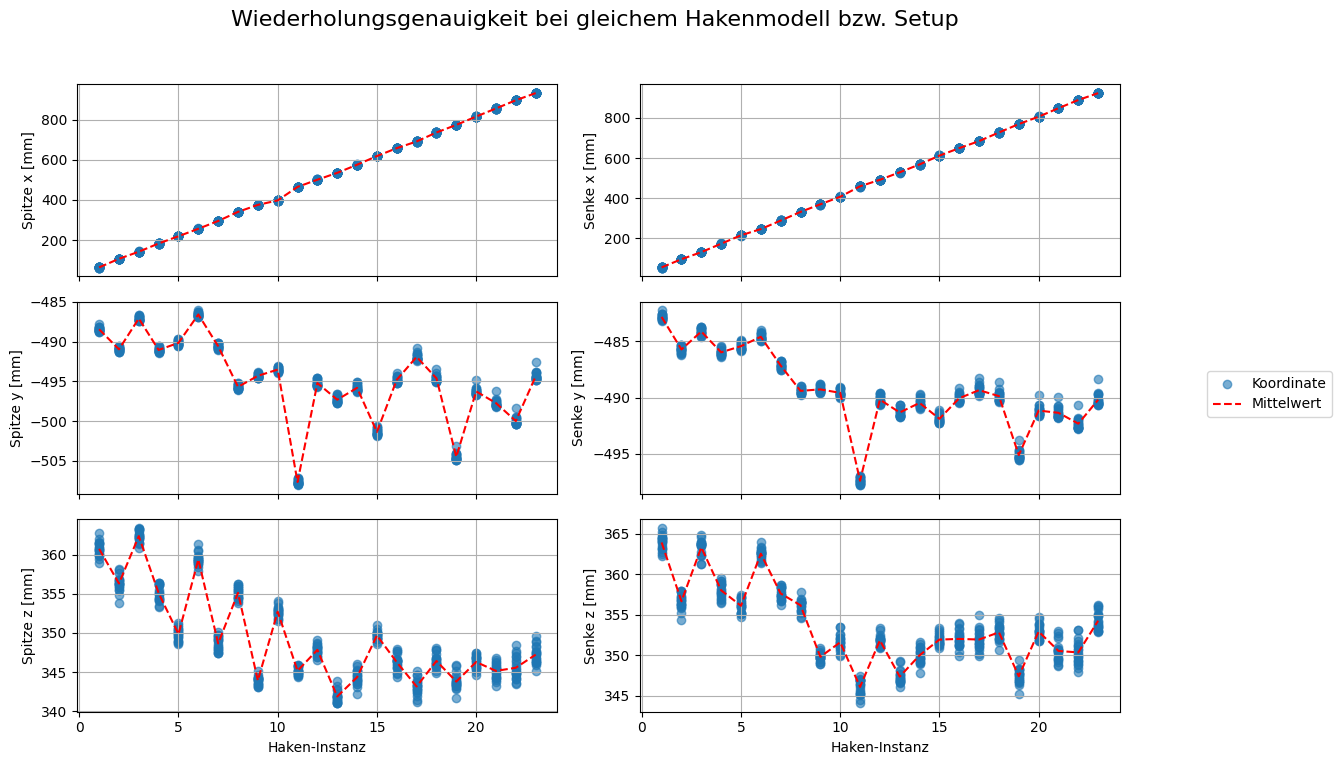 Wiederholungsgenauigkeit bei gleichem Hakenmodell bzw. Setup
Spitze x [mm]
800
600
400
200
Senke x [mm]
800
600
400
200
Spitze y [mm]
−485
−490
−495
−500
−505
Senke y [mm]
−485
−490
−495
Koordinate
Mittelwert
Spitze z [mm]
360
355
350
345
340
0 5 10 15 20
Haken-Instanz
Senke z [mm]
365
360
355
350
345
0 5 10 15 20
Haken-Instanz